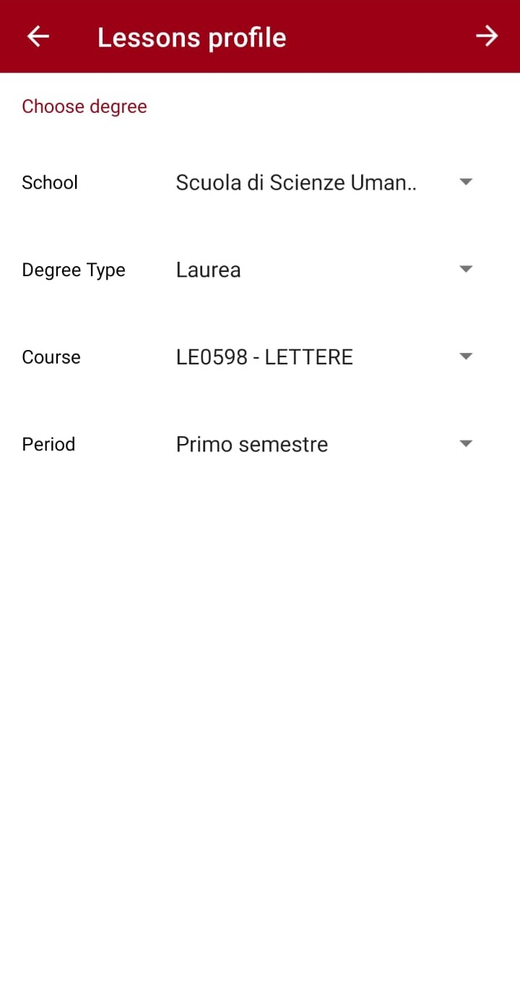 Lessons profile
Choose degree
School Scuola di Scienze Uman..
Degree Type Laurea
Course LE0598 - LETTERE
Period Primo semestre